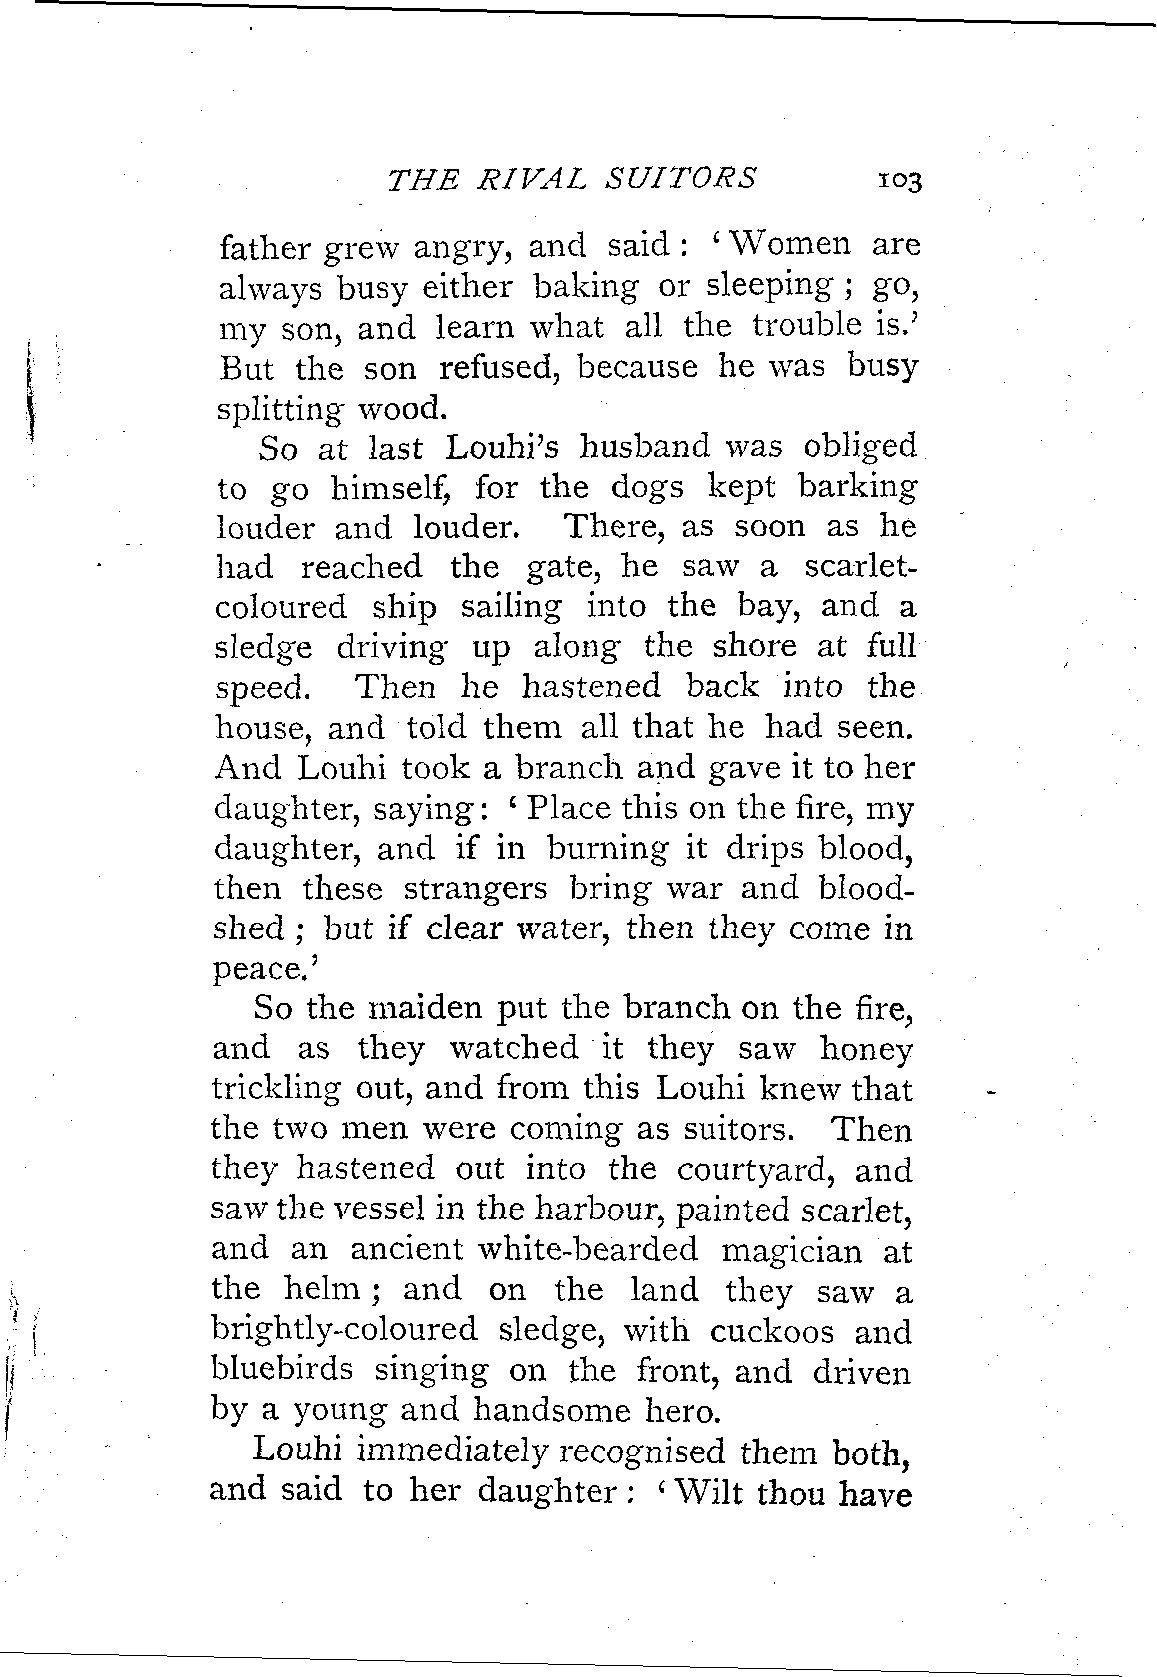 THE RIVAL SUITORS 103
father grew angry, and said : ‘ Women are
always busy either baking or sleeping ; go,
my son, and learn what all the trouble is.’
But the son refused, because he was busy
splitting wood.
So at last Louhi’s husband was obliged
to go himself, for the dogs kept barking
louder and louder. There, as soon as he
had reached the gate, he saw a scarlet-
coloured ship sailing into the bay, and a
sledge driving up along the shore at full
speed. Then he hastened back into the
house, and told them all that he had seen.
And Louhi took a branch and gave it to her
daughter, saying : ‘ Place this on the fire, my
daughter, and if in burning it drips blood,
then these strangers bring war and blood-
shed ; but if clear water, then they come in
peace.’
So the maiden put the branch on the fire,
and as they watched it they saw honey
trickling out, and from this Louhi knew that
the two men were coming as suitors. Then
they hastened out into the courtyard, and
saw the vessel in the harbour, painted scarlet,
and an ancient white-bearded magician at
the helm ; and on the land they saw a
brightly-coloured sledge, with cuckoos and
bluebirds singing on the front, and driven
by a young and handsome hero.
Louhi immediately recognised them both,
and said to her daughter : ‘ Wilt thou have